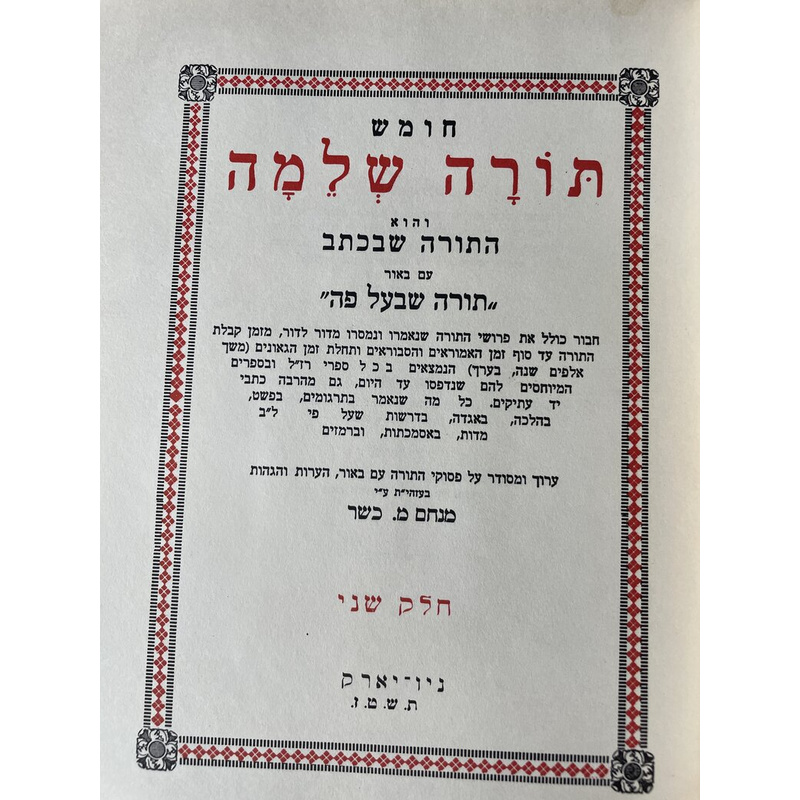 חומש
תּוֹרָה שְׁלֵמָה
והוא
התורה שבכתב
עם באור
„תורה שבעל פה"
חבור כולל את פרושי התורה שנאמרו ונמסרו מדור לדור, מזמן קבלת
התורה עד סוף זמן האמוראים והסבוראים ותחלת זמן הגאונים (משך
אלפים שנה, בערך) הנמצאים בכל ספרי רז"ל ובספרים
המיוחסים להם שנדפסו עד היום, גם מהרבה כתבי
יד עתיקים. כל מה שנאמר בתרגומים, בפשט,
בהלכה, באגדה, בדרשות שעל פי ל"ב
מדות, באסמכתות, וברמזים
ערוך ומסודר על פסוקי התורה עם באור, הערות והגהות
בעזהי"ת ע"י
מנחם מ. כשר
חלק שני
ניו־יארק
ת. ש. ט. ז.